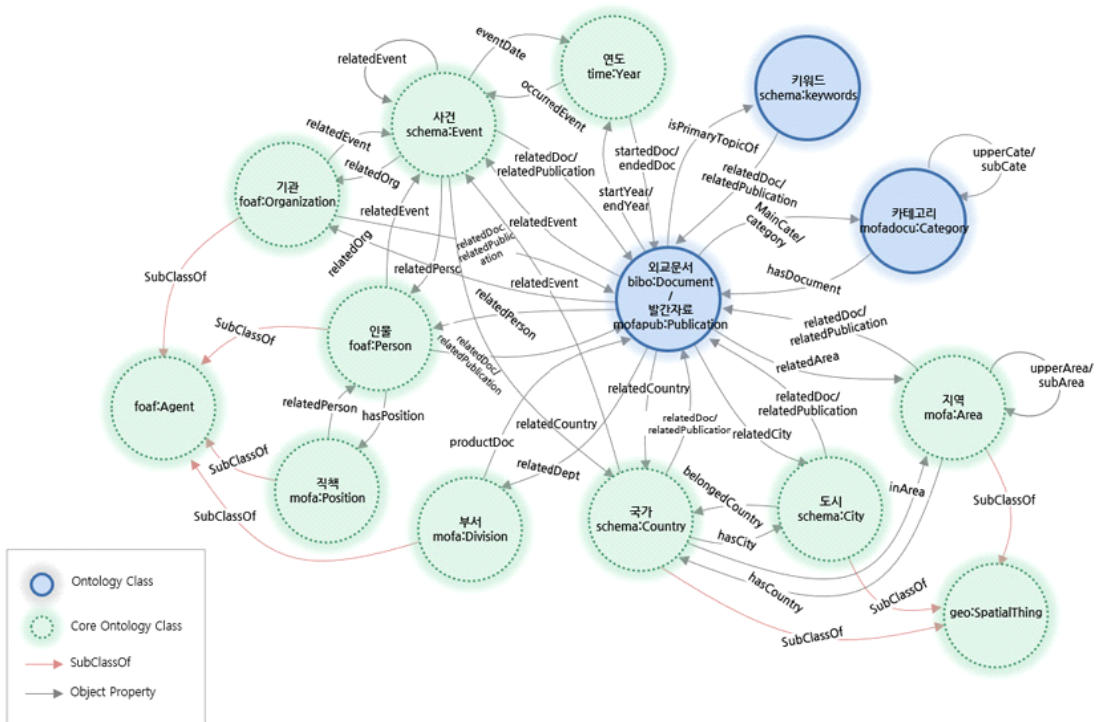 eventDate
연도
time:Year
relatedEvent
키워드
schema:keywords
사건
schema:Event
occurredEvent
isPrimaryTopicOf
relatedEvent
relatedDoc/
relatedPublication
startedDoc/
endedDoc
upperCate/
subCate
relatedOrg
기관
foaf:Organization
relatedDoc/
relatedPublication
startYear/
endYear
카테고리
mofadocu:Category
relatedEvent
relatedEvent
MainCate/
category
relatedOrg
relatedDoc
relatedPublic
ation
relatedPersc
외교문서
bibo:Document
/
발간자료
mofapub:Publication
hasDocument
SubClassOf
relatedEvent
인물
foaf:Person
relatedPerson
relatedDoc/
relatedPublication
SubClassOf
relatedDoc/
relatedPublication
relatedArea
upperArea/
subArea
foaf:Agent
relatedPerson
hasPosition
relatedCountry
relatedDoc/
relatedPublication
지역
mofa:Area
productDoc
relatedCountry
relatedDoc/
relatedPublication
relatedCity
SubClassOf
직책
mofa:Position
relatedDept
belongedCountry
inArea
SubClassOf
SubClassOf
부서
mofa:Division
국가
schema:Country
도시
schema:City
hasCity
hasCountry
SubClassOf
geo:SpatialThing
SubClassOf
Ontology Class
Core Ontology Class
SubClassOf
Object Property